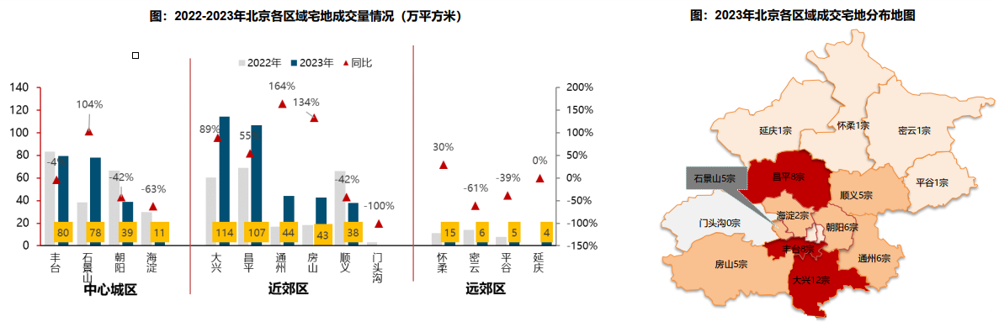 图：2022-2023年北京各区域宅地成交量情况（万平方米）
2022年 2023年 同比
140
120
100
80
60
40
20
0
200%
150%
100%
50%
0%
-50%
-100%
-150%
-4%
104%
-42%
-63%
89%
55%
164%
134%
-42%
-100%
30%
-61%
-39%
0%
80 78 39 11 114 107 44 43 38 15 6 5 4
丰台 石景山 朝阳 海淀 大兴 昌平 通州 房山 顺义 门头沟 怀柔 密云 平谷 延庆
中心城区 近郊区 远郊区
图：2023年北京各区域成交宅地分布地图
延庆1宗
怀柔1宗
密云1宗
昌平8宗
石景山5宗
平谷1宗
顺义5宗
海淀2宗
门头沟0宗
朝阳6宗
丰台8宗
通州6宗
房山5宗
大兴12宗